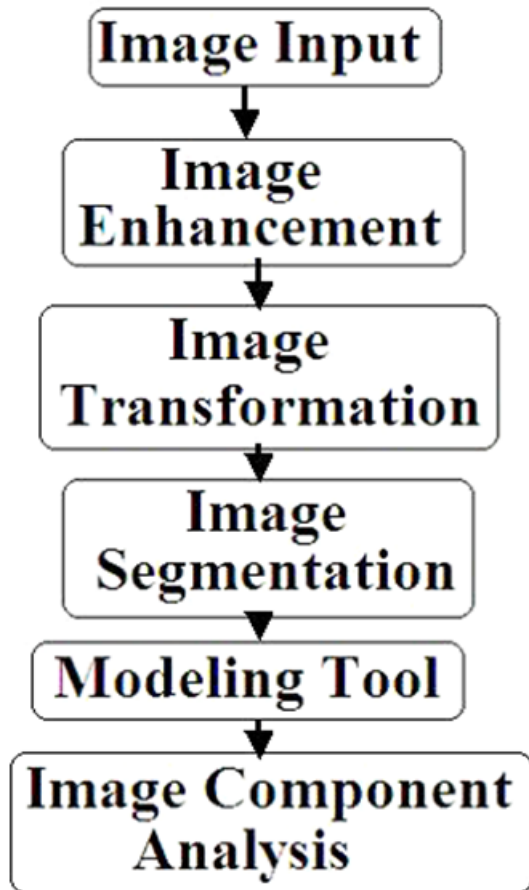 Image Input
Image
Enhancement
Image
Transformation
Image
Segmentation
Modeling Tool
Image Component
Analysis